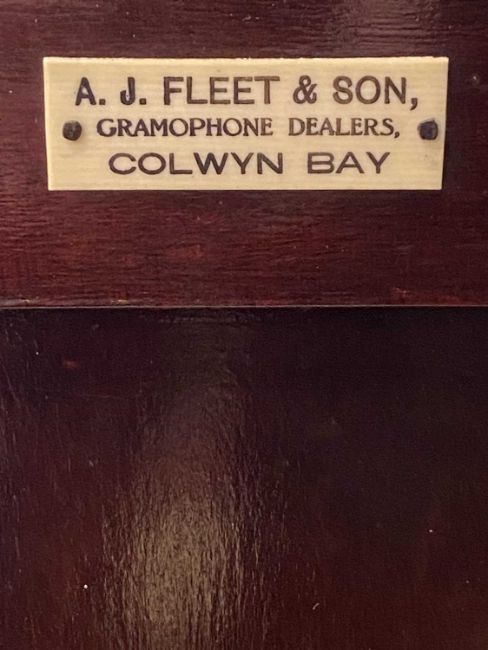 A. J. FLEET & SON,
GRAMOPHONE DEALERS,
COLWYN BAY